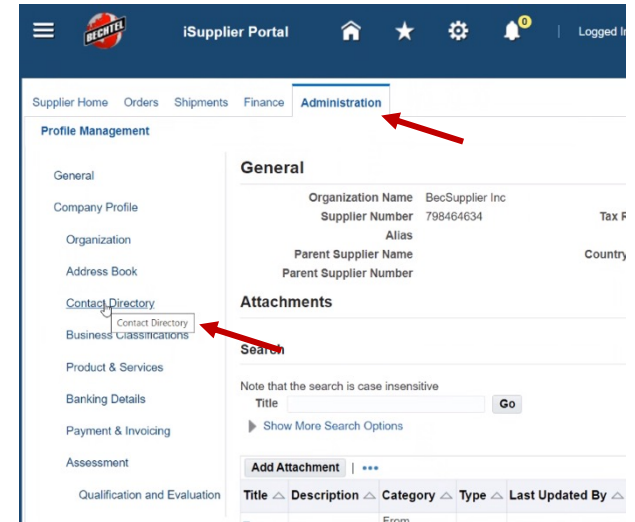 BECHTEL iSupplier Portal 0 Logged In
Supplier Home Orders Shipments Finance Administration
Profile Management
General
Company Profile
Organization
Address Book
Contact Directory
Contact Directory
Business Classifications
Product & Services
Banking Details
Payment & Invoicing
Assessment
Qualification and Evaluation
General
Organization Name BecSupplier Inc
Supplier Number 798464634 Tax R
Alias
Parent Supplier Name Country
Parent Supplier Number
Attachments
Search
Note that the search is case insensitive
Title Go
Show More Search Options
Add Attachment | •••
Title Description Category Type Last Updated By
From